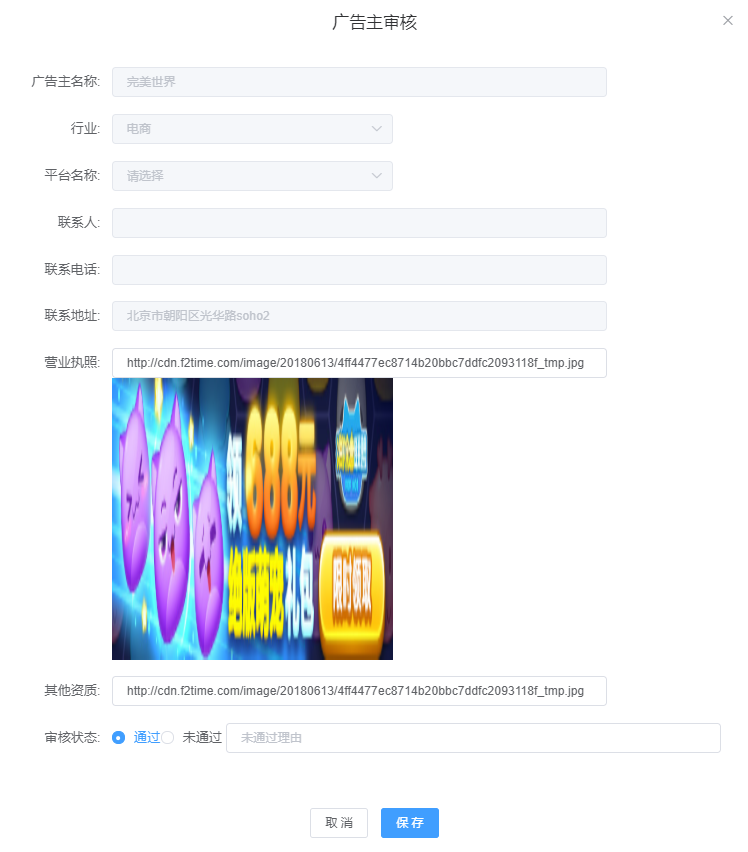 广告主审核
广告主名称: 完美世界
行业: 电商
平台名称: 请选择
联系人:
联系电话:
联系地址: 北京市朝阳区光华路soho2
营业执照: http://cdn.f2time.com/image/20180613/4ff4477ec8714b20bbc7ddfc2093118f_tmp.jpg
领688元
绝版萌宠礼包
限时领取
其他资质: http://cdn.f2time.com/image/20180613/4ff4477ec8714b20bbc7ddfc2093118f_tmp.jpg
审核状态: 通过 未通过 未通过理由
取消 保存